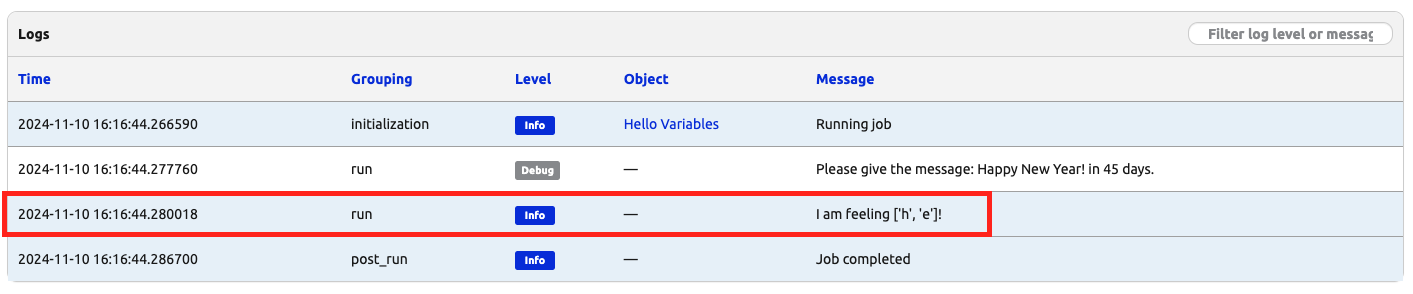 Logs Filter log level or messag
Time Grouping Level Object Message
2024-11-10 16:16:44.266590 initialization Info Hello Variables Running job
2024-11-10 16:16:44.277760 run Debug — Please give the message: Happy New Year! in 45 days.
2024-11-10 16:16:44.280018 run Info — I am feeling ['h', 'e']!
2024-11-10 16:16:44.286700 post_run Info — Job completed